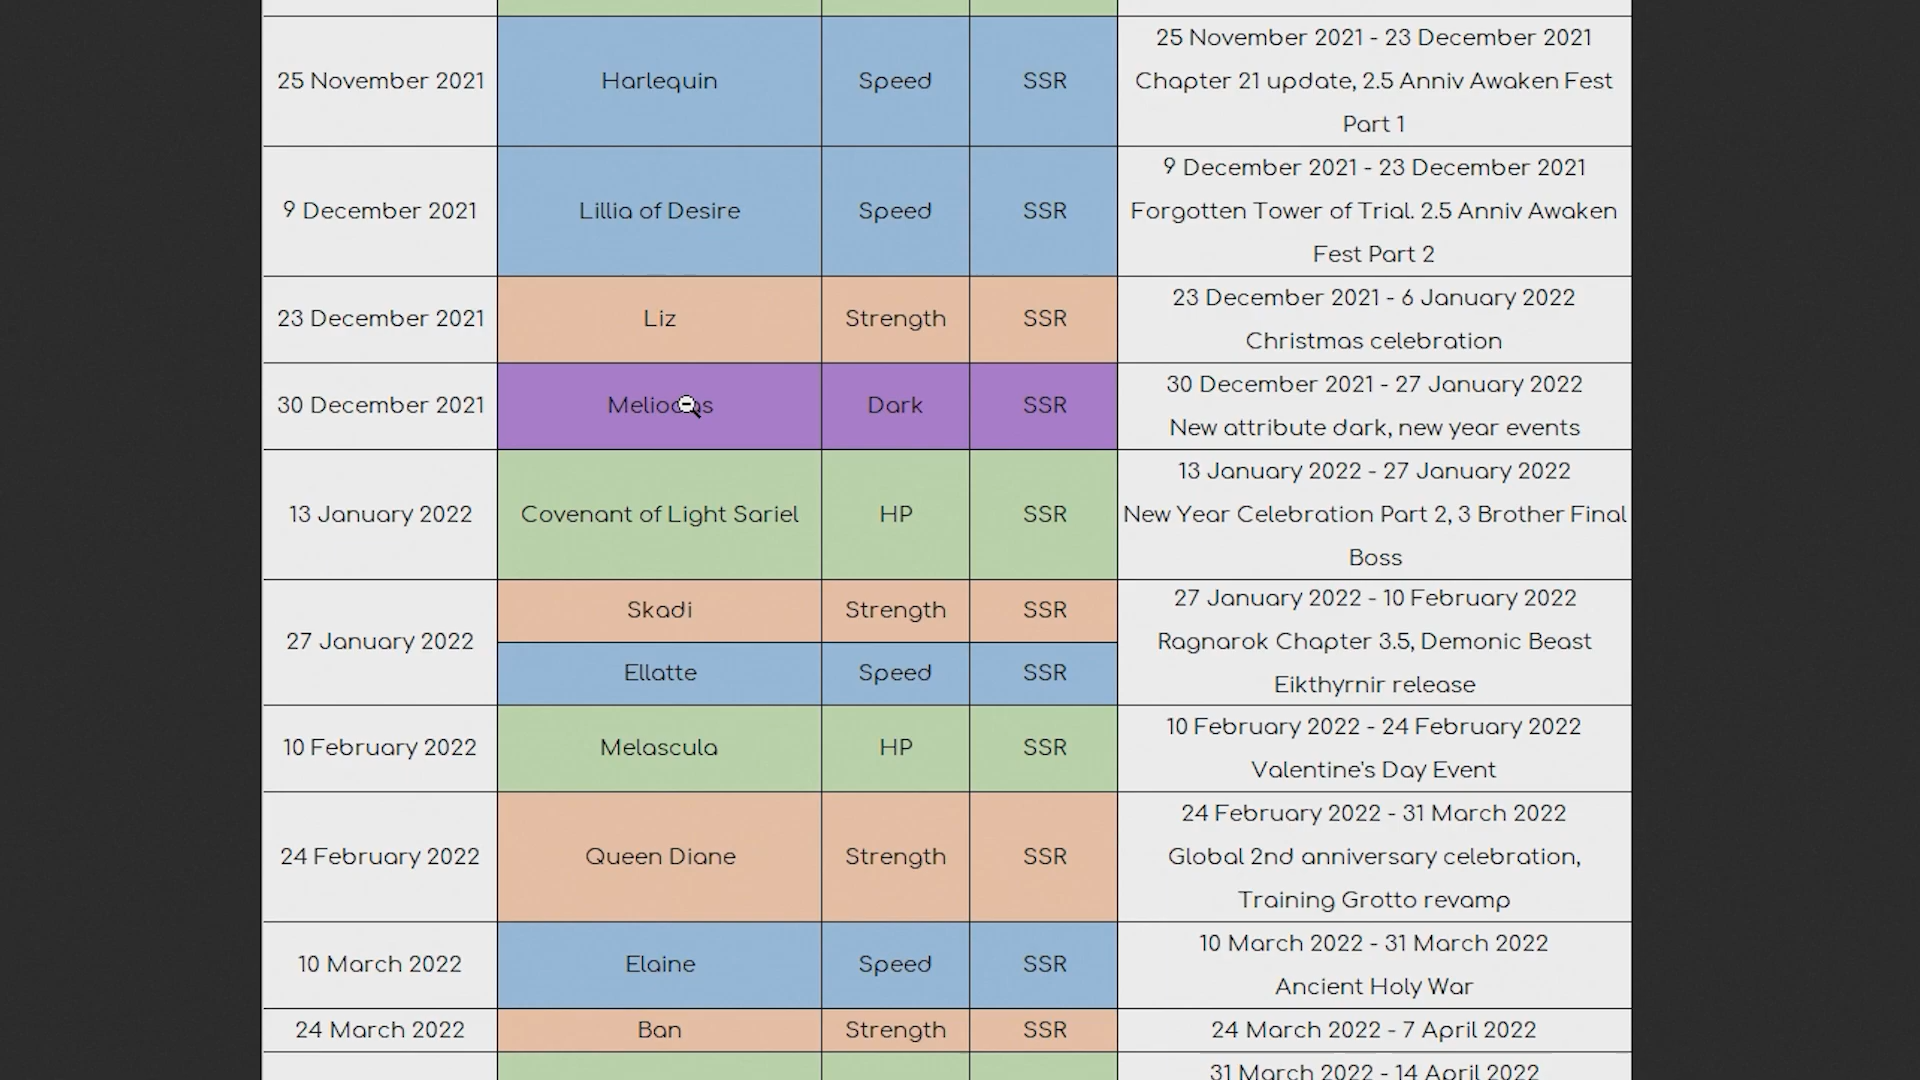 25 November 2021 - 23 December 2021
25 November 2021 Harlequin Speed SSR Chapter 21 update, 2.5 Anniv Awaken Fest
Part 1
9 December 2021 - 23 December 2021
9 December 2021 Lillia of Desire Speed SSR Forgotten Tower of Trial. 2.5 Anniv Awaken
Fest Part 2
23 December 2021 - 6 January 2022
23 December 2021 Liz Strength SSR
Christmas celebration
30 December 2021 - 27 January 2022
30 December 2021 Meliodas Dark SSR
New attribute dark, new year events
13 January 2022 - 27 January 2022
13 January 2022 Covenant of Light Sariel HP SSR New Year Celebration Part 2, 3 Brother Final
Boss
27 January 2022 - 10 February 2022
Skadi Strength SSR
27 January 2022 Ragnarok Chapter 3.5, Demonic Beast
Ellatte Speed SSR
Eikthyrnir release
10 February 2022 - 24 February 2022
10 February 2022 Melascula HP SSR
Valentine's Day Event
24 February 2022 - 31 March 2022
24 February 2022 Queen Diane Strength SSR Global 2nd anniversary celebration,
Training Grotto revamp
10 March 2022 - 31 March 2022
10 March 2022 Elaine Speed SSR
Ancient Holy War
24 March 2022 Ban Strength SSR 24 March 2022 - 7 April 2022
31 March 2022 - 14 April 2022